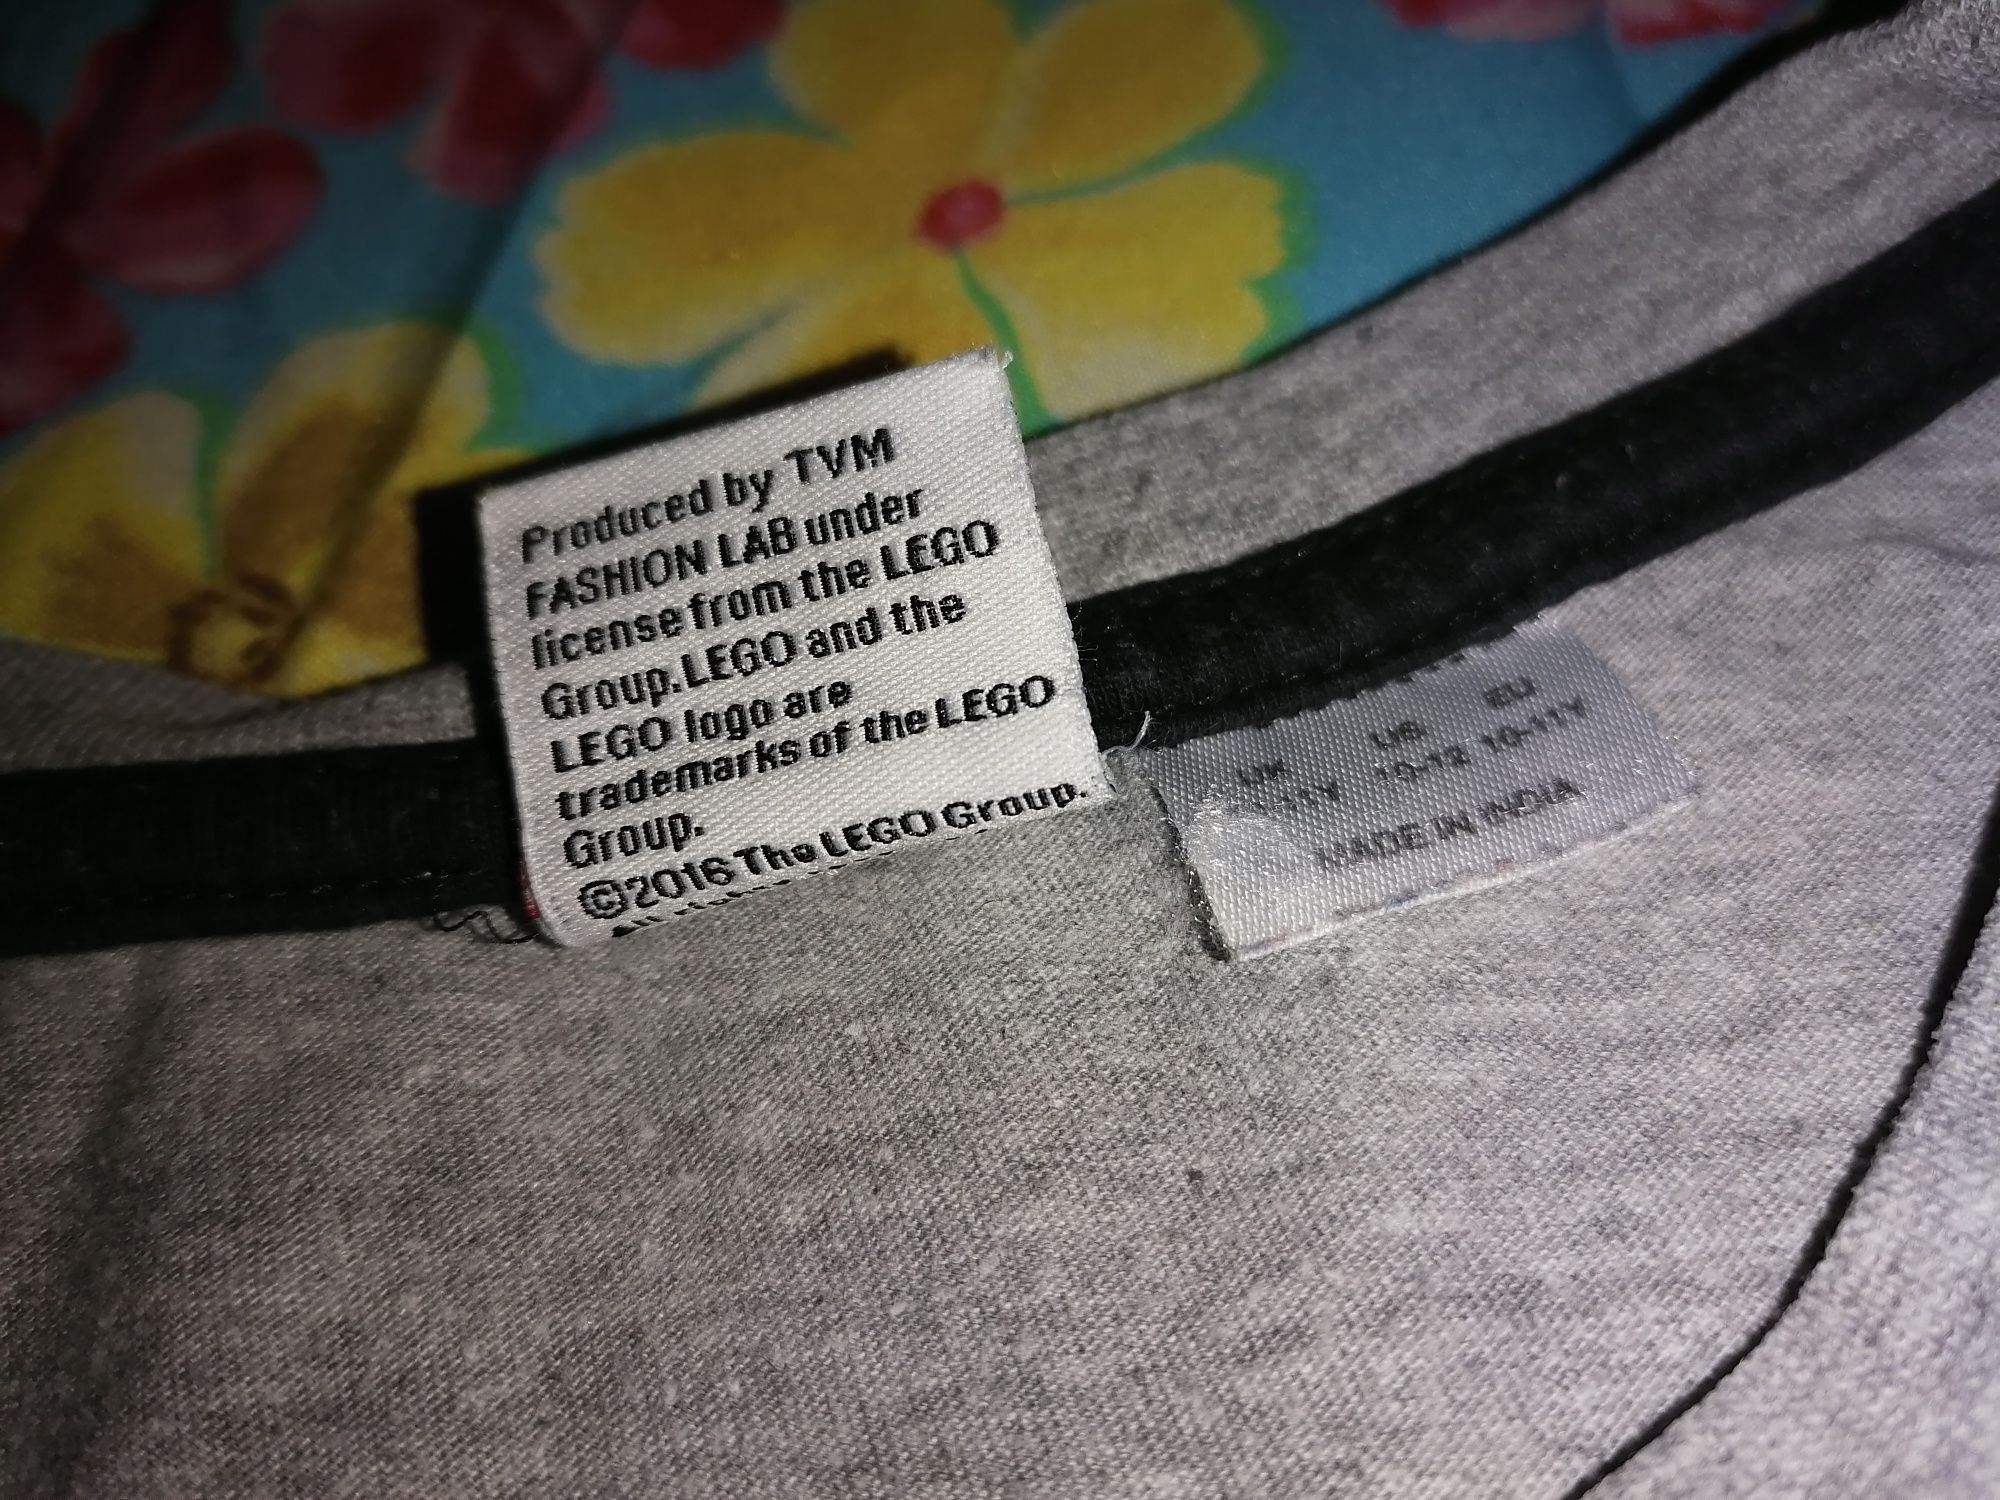 Produced by TVM
FASHION LAB under
license from the LEGO
Group.LEGO and the
LEGO logo are
trademarks of the LEGO
Group.
©2016 The LEGO Group.
All
UK US EU
10-12 10-11Y
MADE IN INDIA